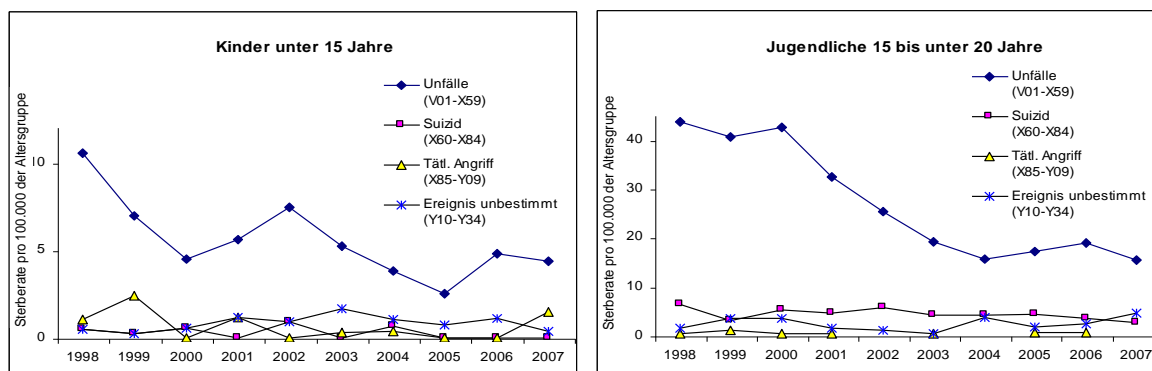 Kinder unter 15 Jahre
Sterberate pro 100.000 der Altersgruppe
10
5
0
Unfälle
(V01-X59)
Suizid
(X60-X84)
Tätl. Angriff
(X85-Y09)
Ereignis unbestimmt
(Y10-Y34)
1998 1999 2000 2001 2002 2003 2004 2005 2006 2007
Jugendliche 15 bis unter 20 Jahre
Sterberate pro 100.000 der Altersgruppe
40
30
20
10
0
Unfälle
(V01-X59)
Suizid
(X60-X84)
Tätl. Angriff
(X85-Y09)
Ereignis unbestimmt
(Y10-Y34)
1998 1999 2000 2001 2002 2003 2004 2005 2006 2007